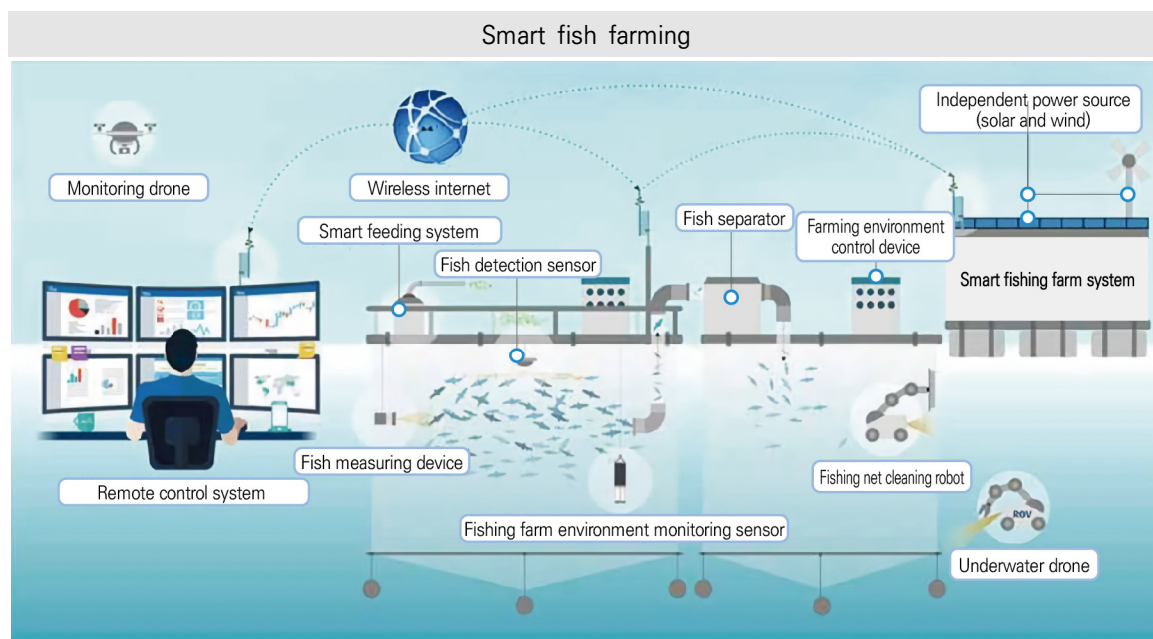 Smart fish farming
Independent power source
(solar and wind)
Monitoring drone
Wireless internet
Smart feeding system
Fish separator
Farming environment
control device
Fish detection sensor
Smart fishing farm system
Fish measuring device
Fishing net cleaning robot
Remote control system
ROV
Fishing farm environment monitoring sensor
Underwater drone